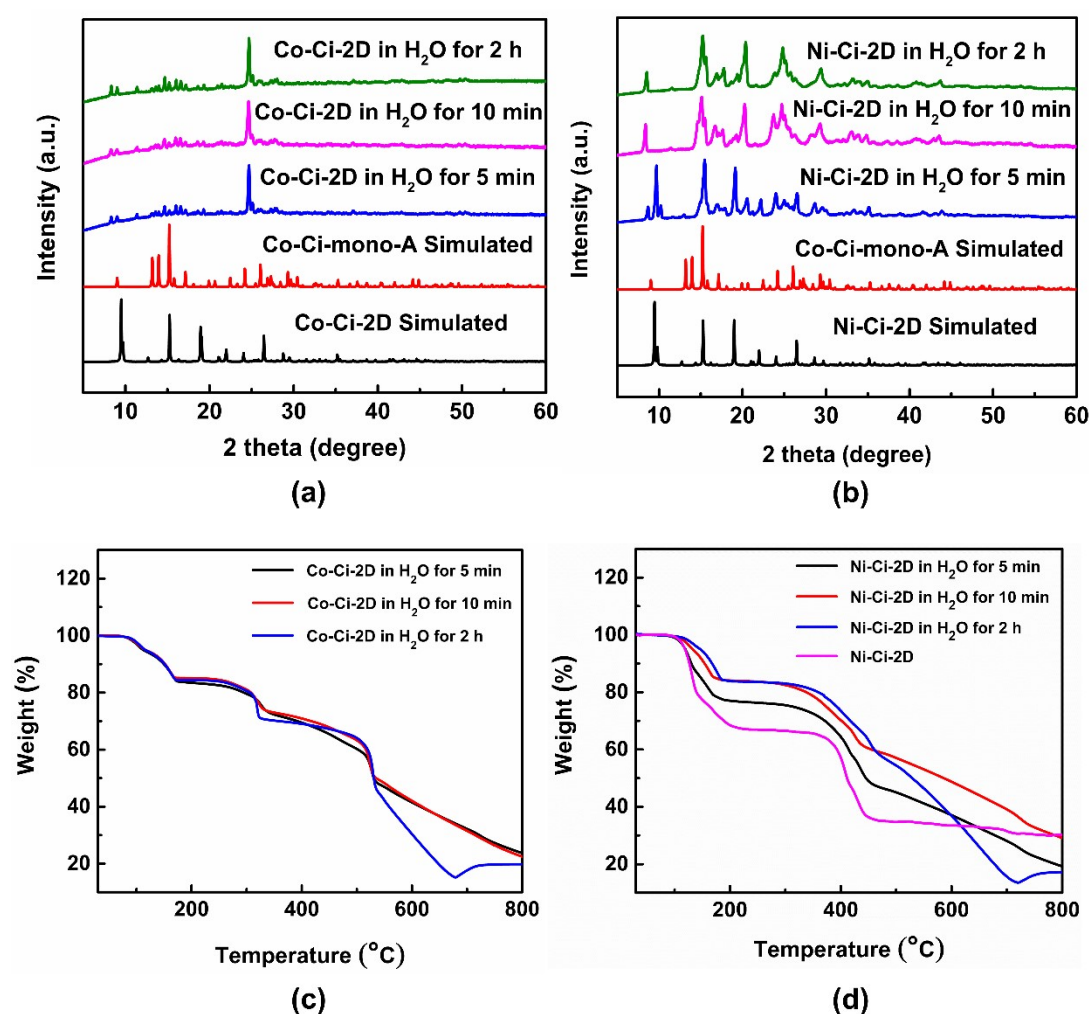 Co-Ci-2D in H2O for 2 h
Co-Ci-2D in H2O for 10 min
Co-Ci-2D in H2O for 5 min
Co-Ci-mono-A Simulated
Co-Ci-2D Simulated
Intensity (a.u.)
10 20 30 40 50 60
2 theta (degree)
(a)
Ni-Ci-2D in H2O for 2 h
Ni-Ci-2D in H2O for 10 min
Ni-Ci-2D in H2O for 5 min
Co-Ci-mono-A Simulated
Ni-Ci-2D Simulated
Intensity (a.u.)
10 20 30 40 50 60
2 theta (degree)
(b)
Co-Ci-2D in H2O for 5 min
Co-Ci-2D in H2O for 10 min
Co-Ci-2D in H2O for 2 h
Weight (%)
120
100
80
60
40
20
200 400 600 800
Temperature (°C)
(c)
Ni-Ci-2D in H2O for 5 min
Ni-Ci-2D in H2O for 10 min
Ni-Ci-2D in H2O for 2 h
Ni-Ci-2D
Weight (%)
120
100
80
60
40
20
200 400 600 800
Temperature (°C)
(d)